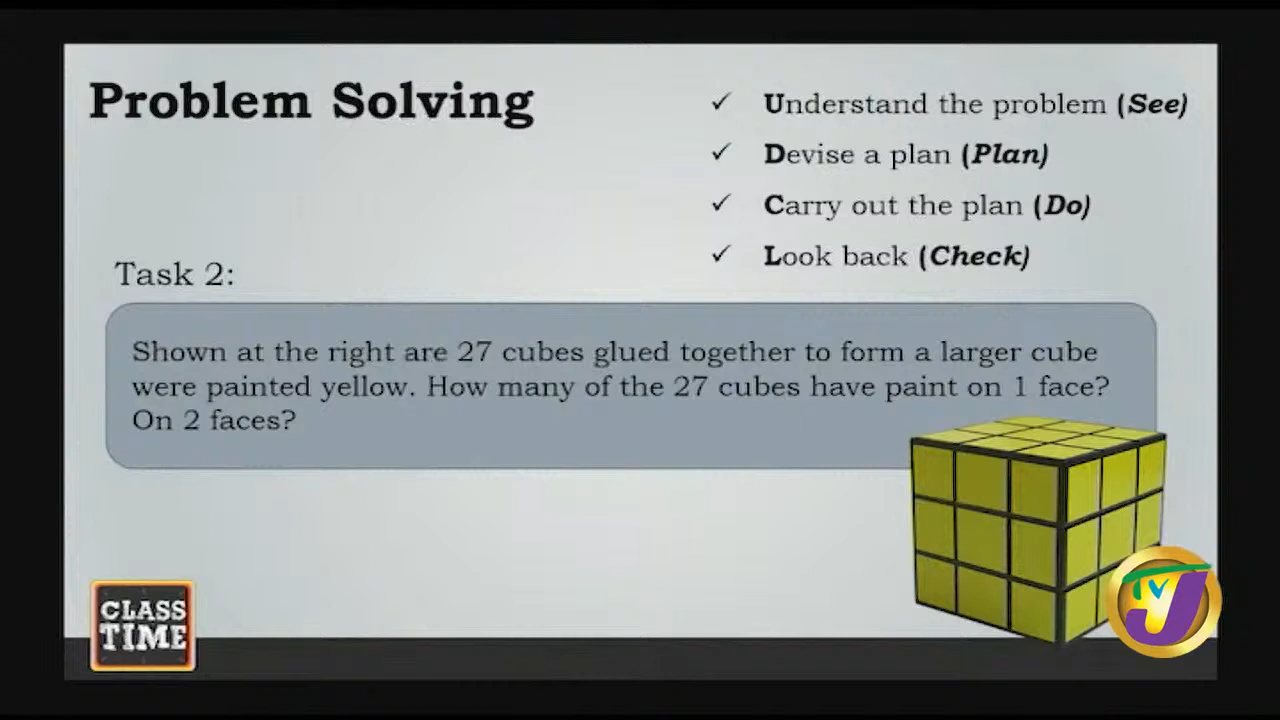 Problem Solving
✓ Understand the problem (See)
✓ Devise a plan (Plan)
✓ Carry out the plan (Do)
✓ Look back (Check)
Task 2:
Shown at the right are 27 cubes glued together to form a larger cube
were painted yellow. How many of the 27 cubes have paint on 1 face?
On 2 faces?
CLASS
TIME
TVJ